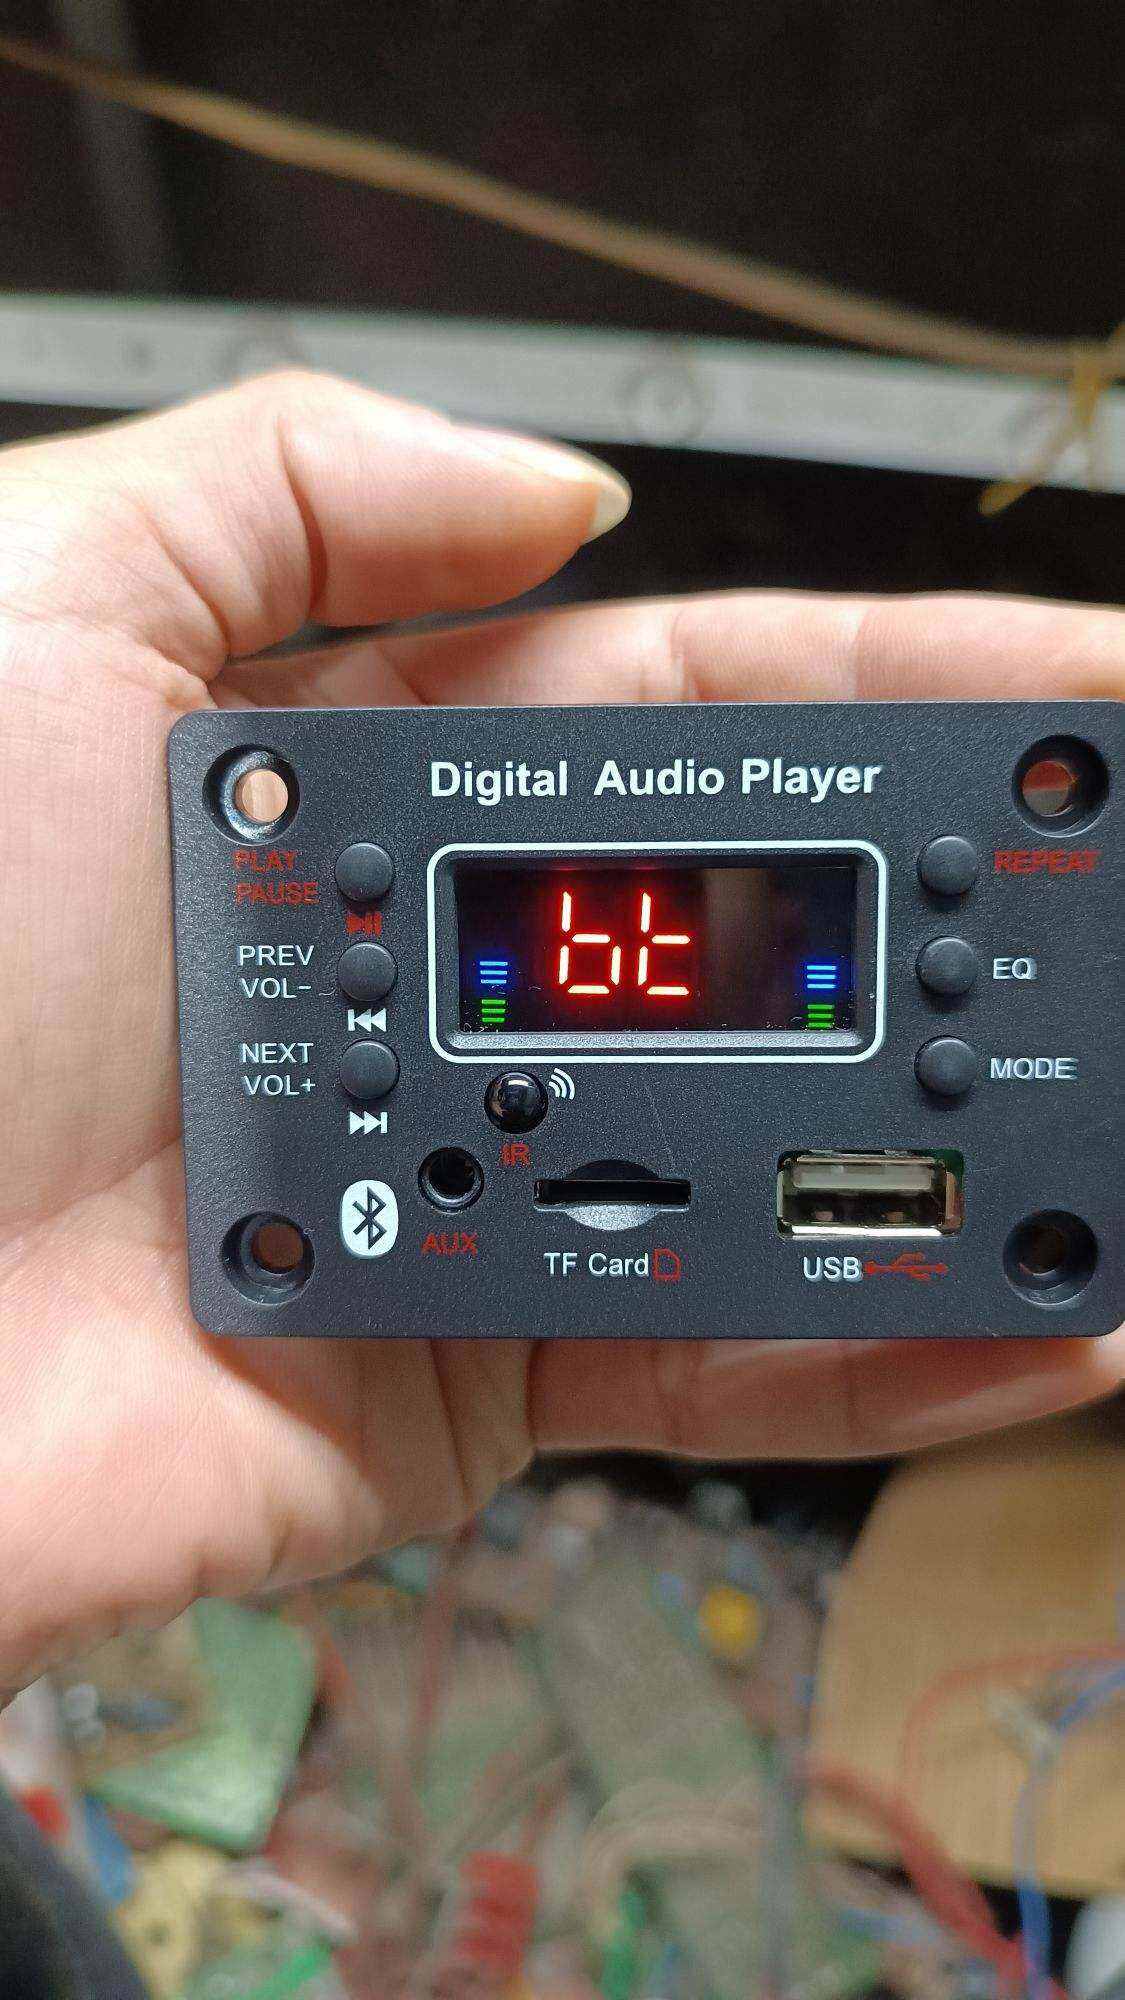 Digital Audio Player
PLAY
PAUSE
REPEAT
bt
PREV
VOL-
EQ
NEXT
VOL+
MODE
IR
AUX
TF Card
USB